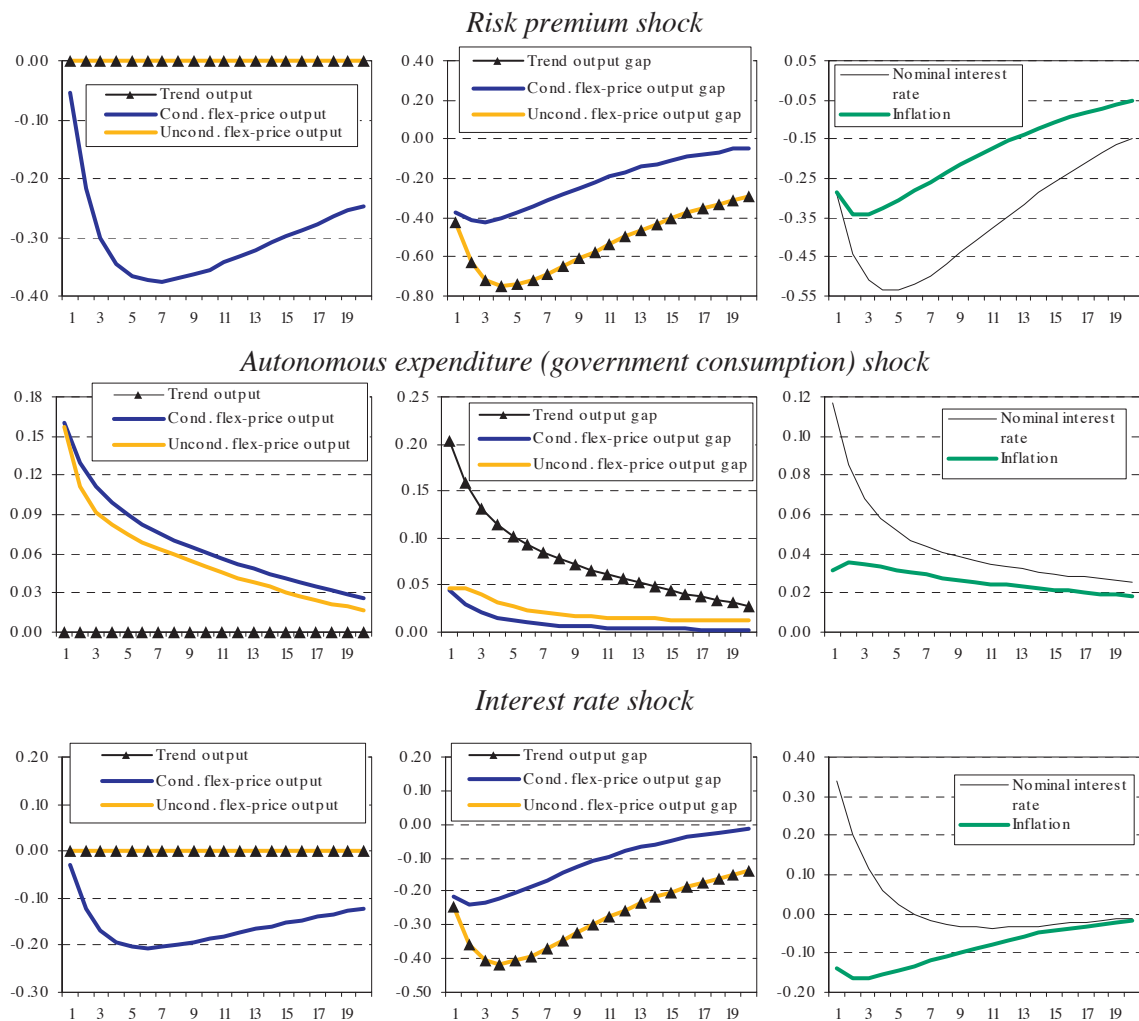 Risk premium shock
0.00
-0.10
-0.20
-0.30
-0.40
Trend output
Cond. flex-price output
Uncond. flex-price output
1 3 5 7 9 11 13 15 17 19
0.40
0.20
0.00
-0.20
-0.40
-0.60
-0.80
Trend output gap
Cond. flex-price output gap
Uncond. flex-price output gap
1 3 5 7 9 11 13 15 17 19
0.05
-0.05
-0.15
-0.25
-0.35
-0.45
-0.55
Nominal interest
rate
Inflation
1 3 5 7 9 11 13 15 17 19
Autonomous expenditure (government consumption) shock
0.18
0.15
0.12
0.09
0.06
0.03
0.00
Trend output
Cond. flex-price output
Uncond. flex-price output
1 3 5 7 9 11 13 15 17 19
0.25
0.20
0.15
0.10
0.05
0.00
Trend output gap
Cond. flex-price output gap
Uncond. flex-price output gap
1 3 5 7 9 11 13 15 17 19
0.12
0.10
0.08
0.06
0.04
0.02
0.00
Nominal interest
rate
Inflation
1 3 5 7 9 11 13 15 17 19
Interest rate shock
0.20
0.10
0.00
-0.10
-0.20
-0.30
Trend output
Cond. flex-price output
Uncond. flex-price output
1 3 5 7 9 11 13 15 17 19
0.20
0.10
0.00
-0.10
-0.20
-0.30
-0.40
-0.50
Trend output gap
Cond. flex-price output gap
Uncond. flex-price output gap
1 3 5 7 9 11 13 15 17 19
0.40
0.30
0.20
0.10
0.00
-0.10
-0.20
Nominal interest
rate
Inflation
1 3 5 7 9 11 13 15 17 19